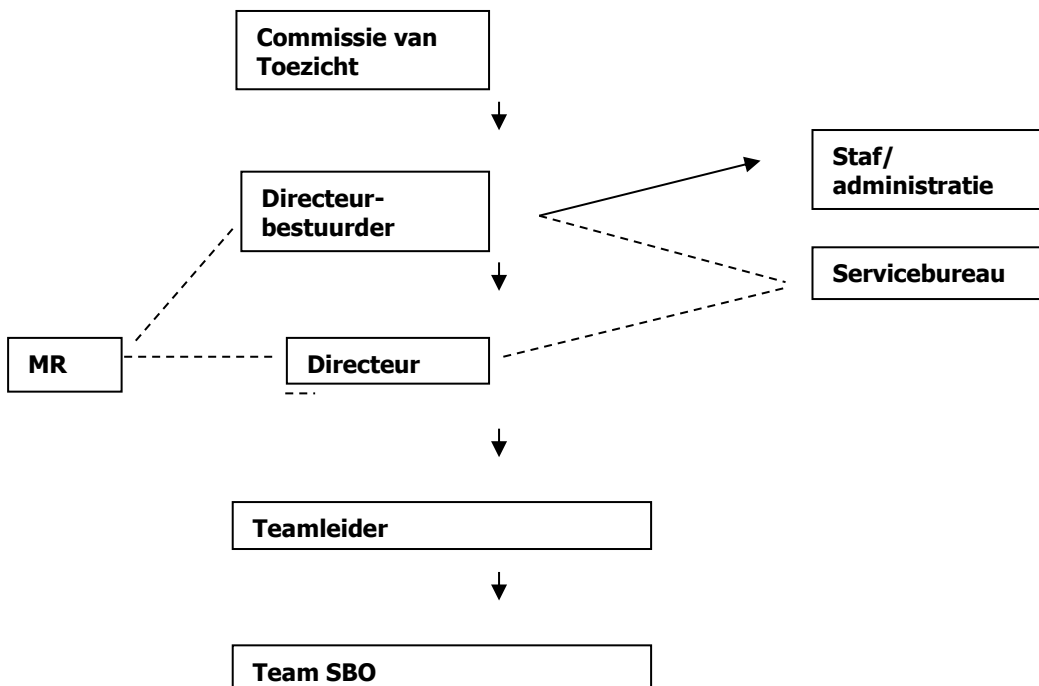 Commissie van
Toezicht
Staf/
administratie
Directeur-
bestuurder
Servicebureau
MR
Directeur
Teamleider
Team SBO